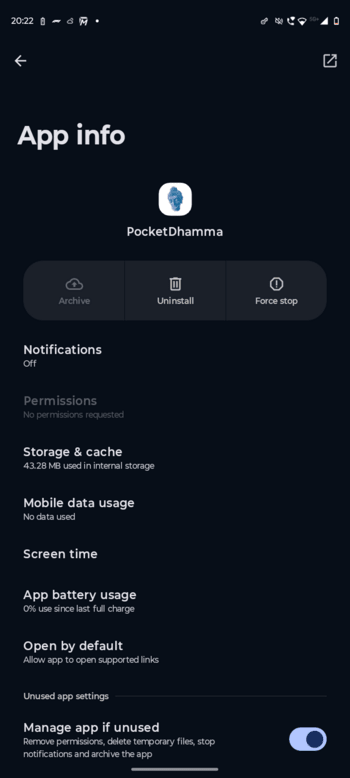 20:22
5G+
App info
PocketDhamma
Archive
Uninstall
Force stop
Notifications
Off
Permissions
No permissions requested
Storage & cache
43.28 MB used in internal storage
Mobile data usage
No data used
Screen time
App battery usage
0% use since last full charge
Open by default
Allow app to open supported links
Unused app settings
Manage app if unused
Remove permissions, delete temporary files, stop
notifications and archive the app